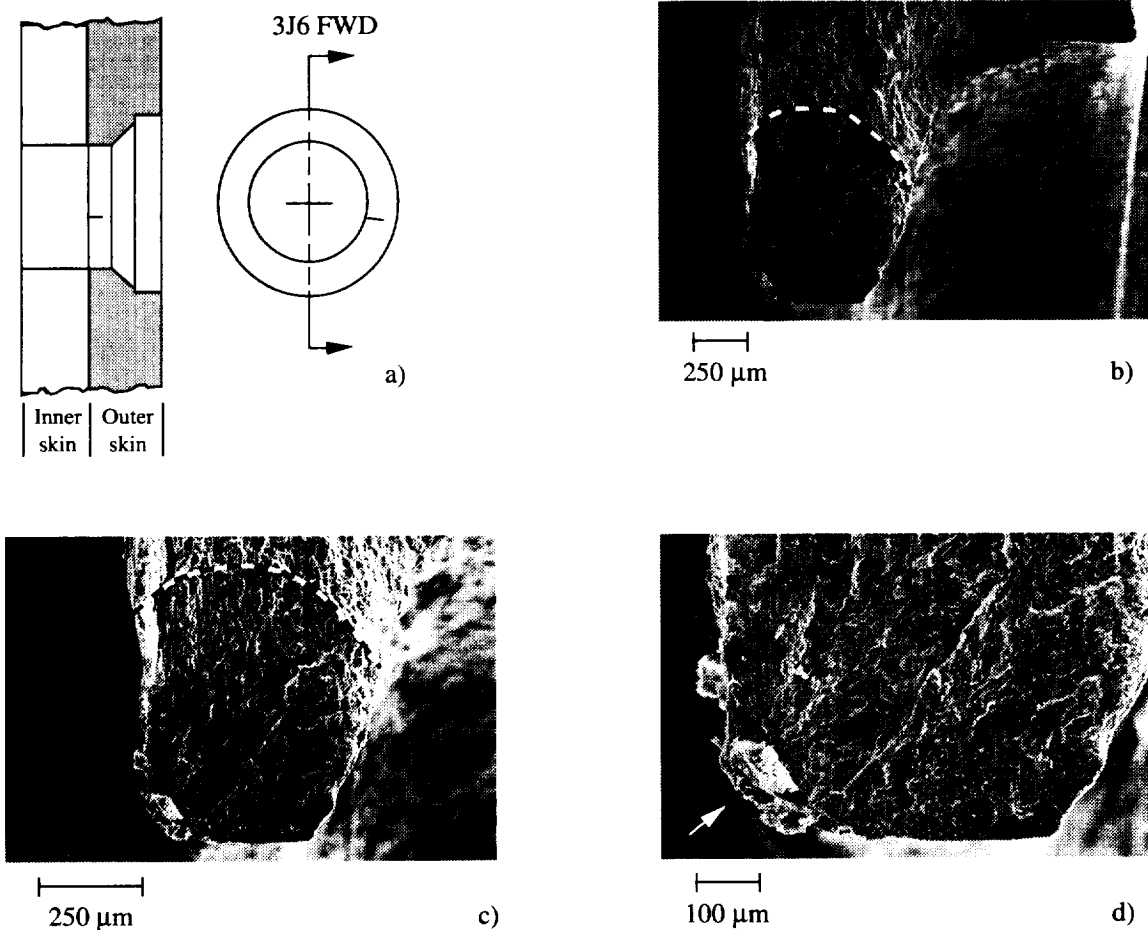 3J6 FWD
a)
Inner
skin
Outer
skin
250 μm
b)
250 μm
c)
100 μm
d)